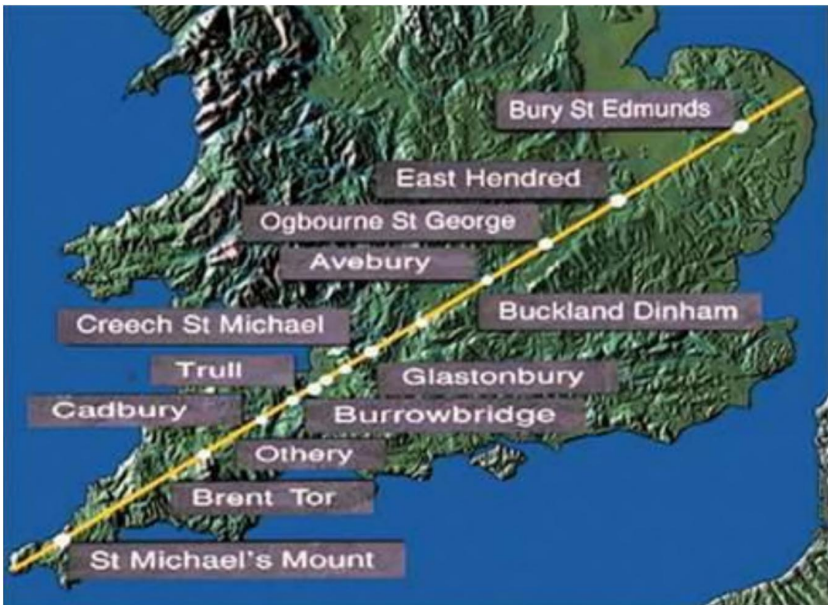 Bury St Edmunds
East Hendred
Ogbourne St George
Avebury
Buckland Dinham
Creech St Michael
Trull
Glastonbury
Cadbury
Burrowbridge
Othery
Brent Tor
St Michael's Mount